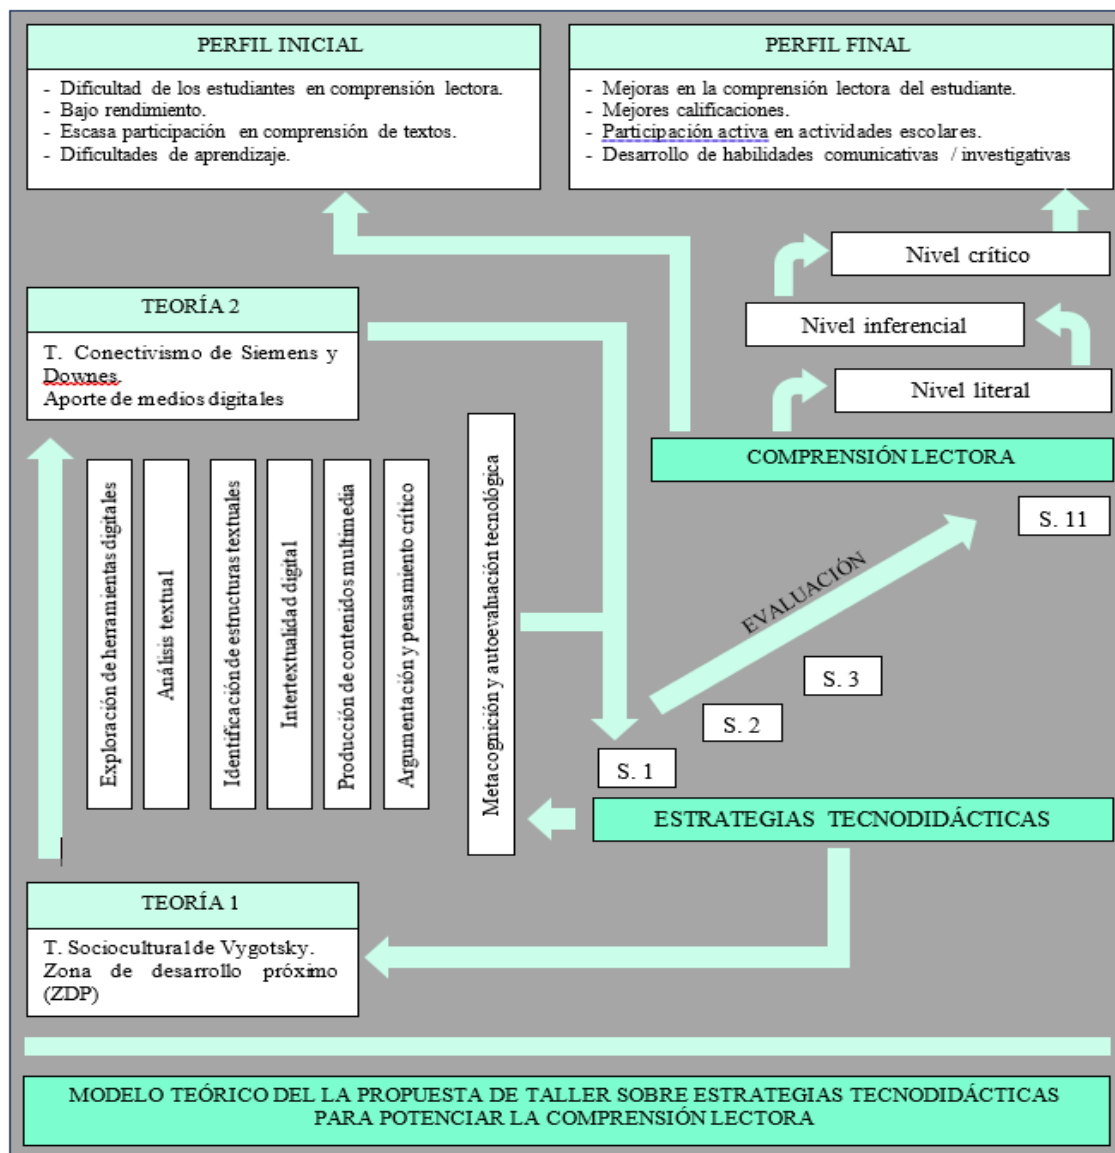 PERFIL INICIAL
- Dificultad de los estudiantes en comprensión lectora.
- Bajo rendimiento.
- Escasa participación en comprensión de textos.
- Dificultades de aprendizaje.
PERFIL FINAL
- Mejoras en la comprensión lectora del estudiante.
- Mejores calificaciones.
- Participación activa en actividades escolares.
- Desarrollo de habilidades comunicativas / investigativas
Nivel crítico
Nivel inferencial
Nivel literal
COMPRENSIÓN LECTORA
TEORÍA 2
T. Conectivismo de Siemens y
Downes.
Aporte de medios digitales
Exploración de herramientas digitales
Análisis textual
Identificación de estructuras textuales
Intertextualidad digital
Producción de contenidos multimedia
Argumentación y pensamiento crítico
Metacognición y autoevaluación tecnológica
S. 11
EVALUACIÓN
S. 3
S. 2
S. 1
ESTRATEGIAS TECNODIDÁCTICAS
TEORÍA 1
T. Sociocultural de Vygotsky.
Zona de desarrollo próximo
(ZDP)
MODELO TEÓRICO DEL LA PROPUESTA DE TALLER SOBRE ESTRATEGIAS TECNODIDÁCTICAS
PARA POTENCIAR LA COMPRENSIÓN LECTORA